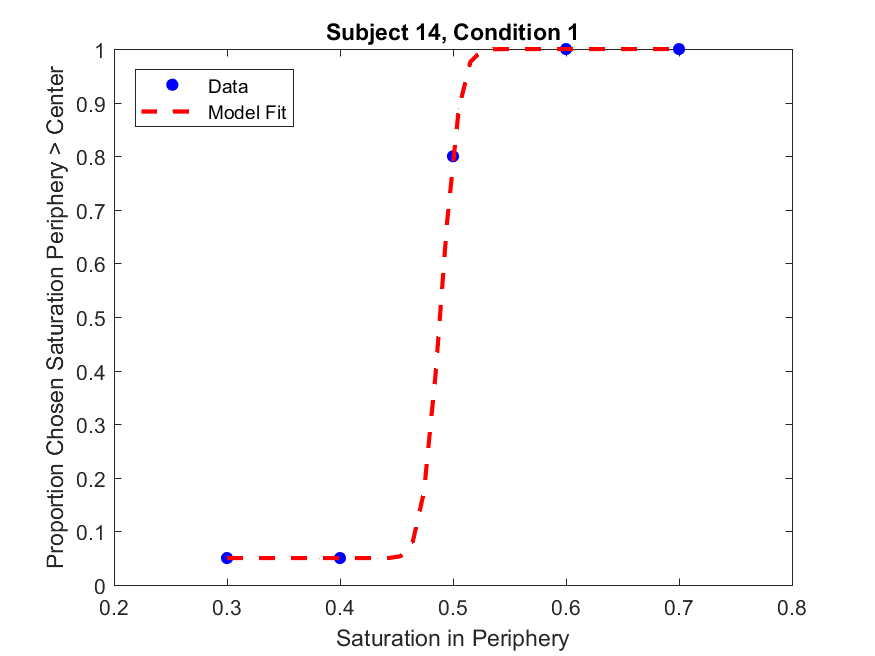 Subject 14, Condition 1
Data
Model Fit
Proportion Chosen Saturation Periphery > Center
1
0.9
0.8
0.7
0.6
0.5
0.4
0.3
0.2
0.1
0
0.2 0.3 0.4 0.5 0.6 0.7 0.8
Saturation in Periphery